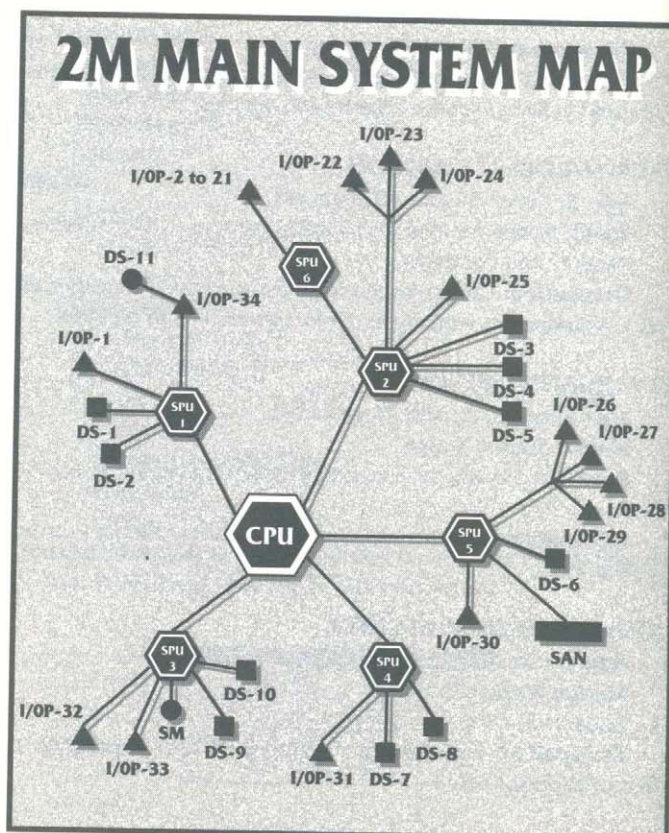 2M MAIN SYSTEM MAP
I/OP-23
I/OP-22
I/OP-24
I/OP-2 to 21
SPU
6
DS-11
I/OP-34
I/OP-25
I/OP-1
DS-3
SPU
2
DS-4
SPU
1
DS-1
DS-5
DS-2
I/OP-26
I/OP-27
CPU
SPU
5
I/OP-28
I/OP-29
DS-6
I/OP-30
SAN
SPU
3
DS-10
SPU
4
I/OP-32
SM
DS-9
DS-8
I/OP-33
I/OP-31
DS-7